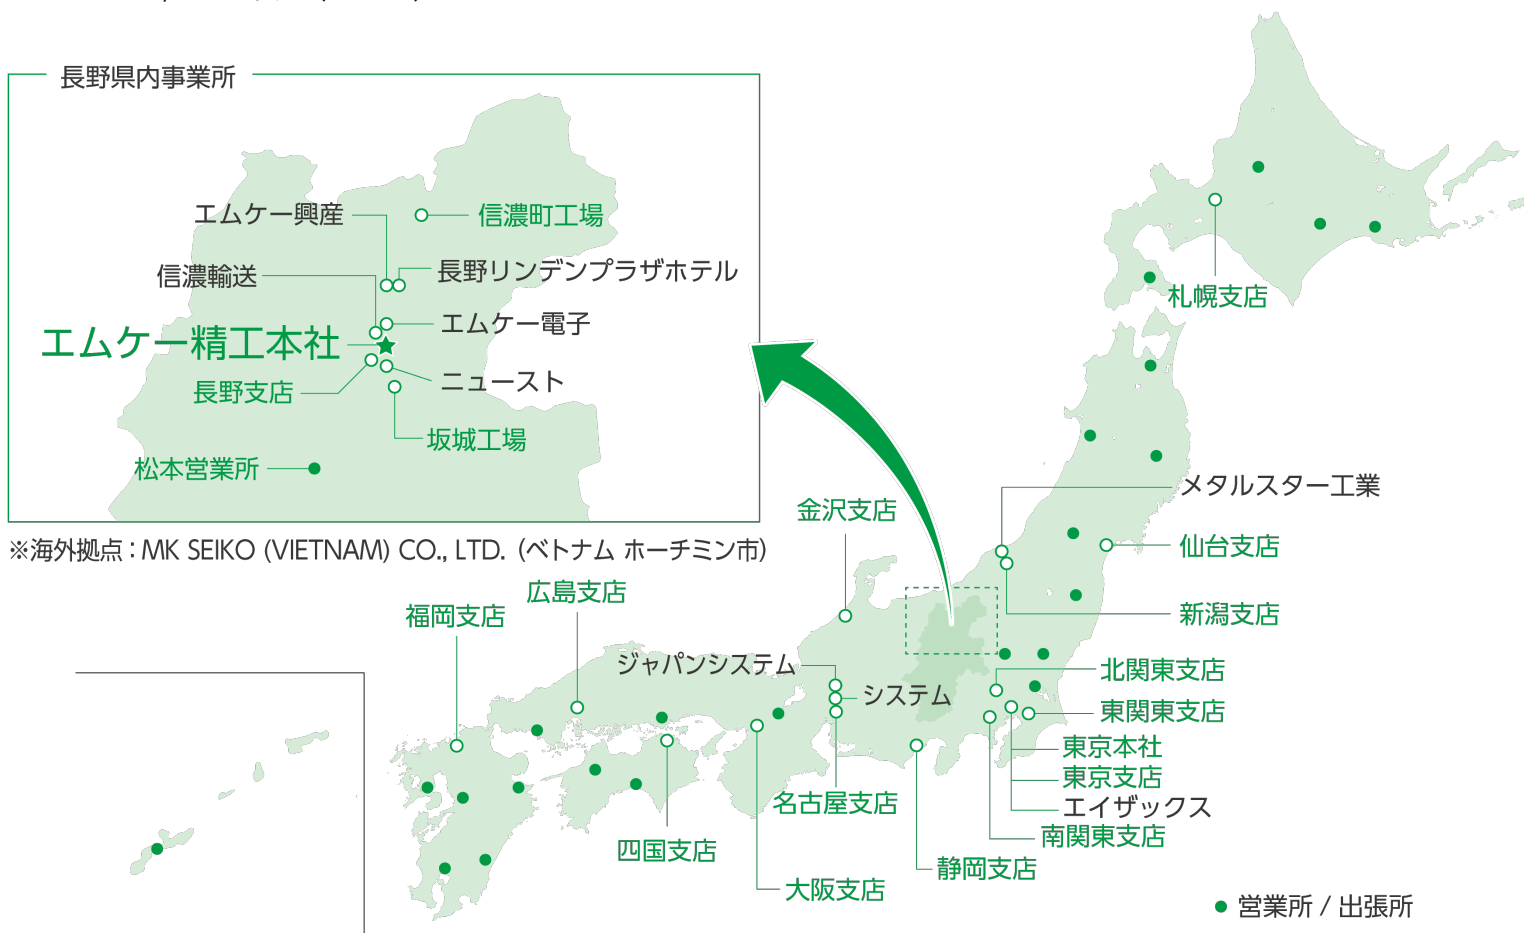 長野県内事業所
エムケー興産
信濃町工場
信濃輸送
長野リンデンプラザホテル
エムケー電子
エムケー精工本社
ニュースト
長野支店
坂城工場
松本営業所
※海外拠点：MK SEIKO (VIETNAM) CO., LTD.（ベトナム ホーチミン市）
札幌支店
メタルスター工業
金沢支店
仙台支店
広島支店
福岡支店
新潟支店
ジャパンシステム
北関東支店
システム
東関東支店
東京本社
東京支店
名古屋支店
エイザックス
南関東支店
四国支店
静岡支店
大阪支店
営業所 / 出張所